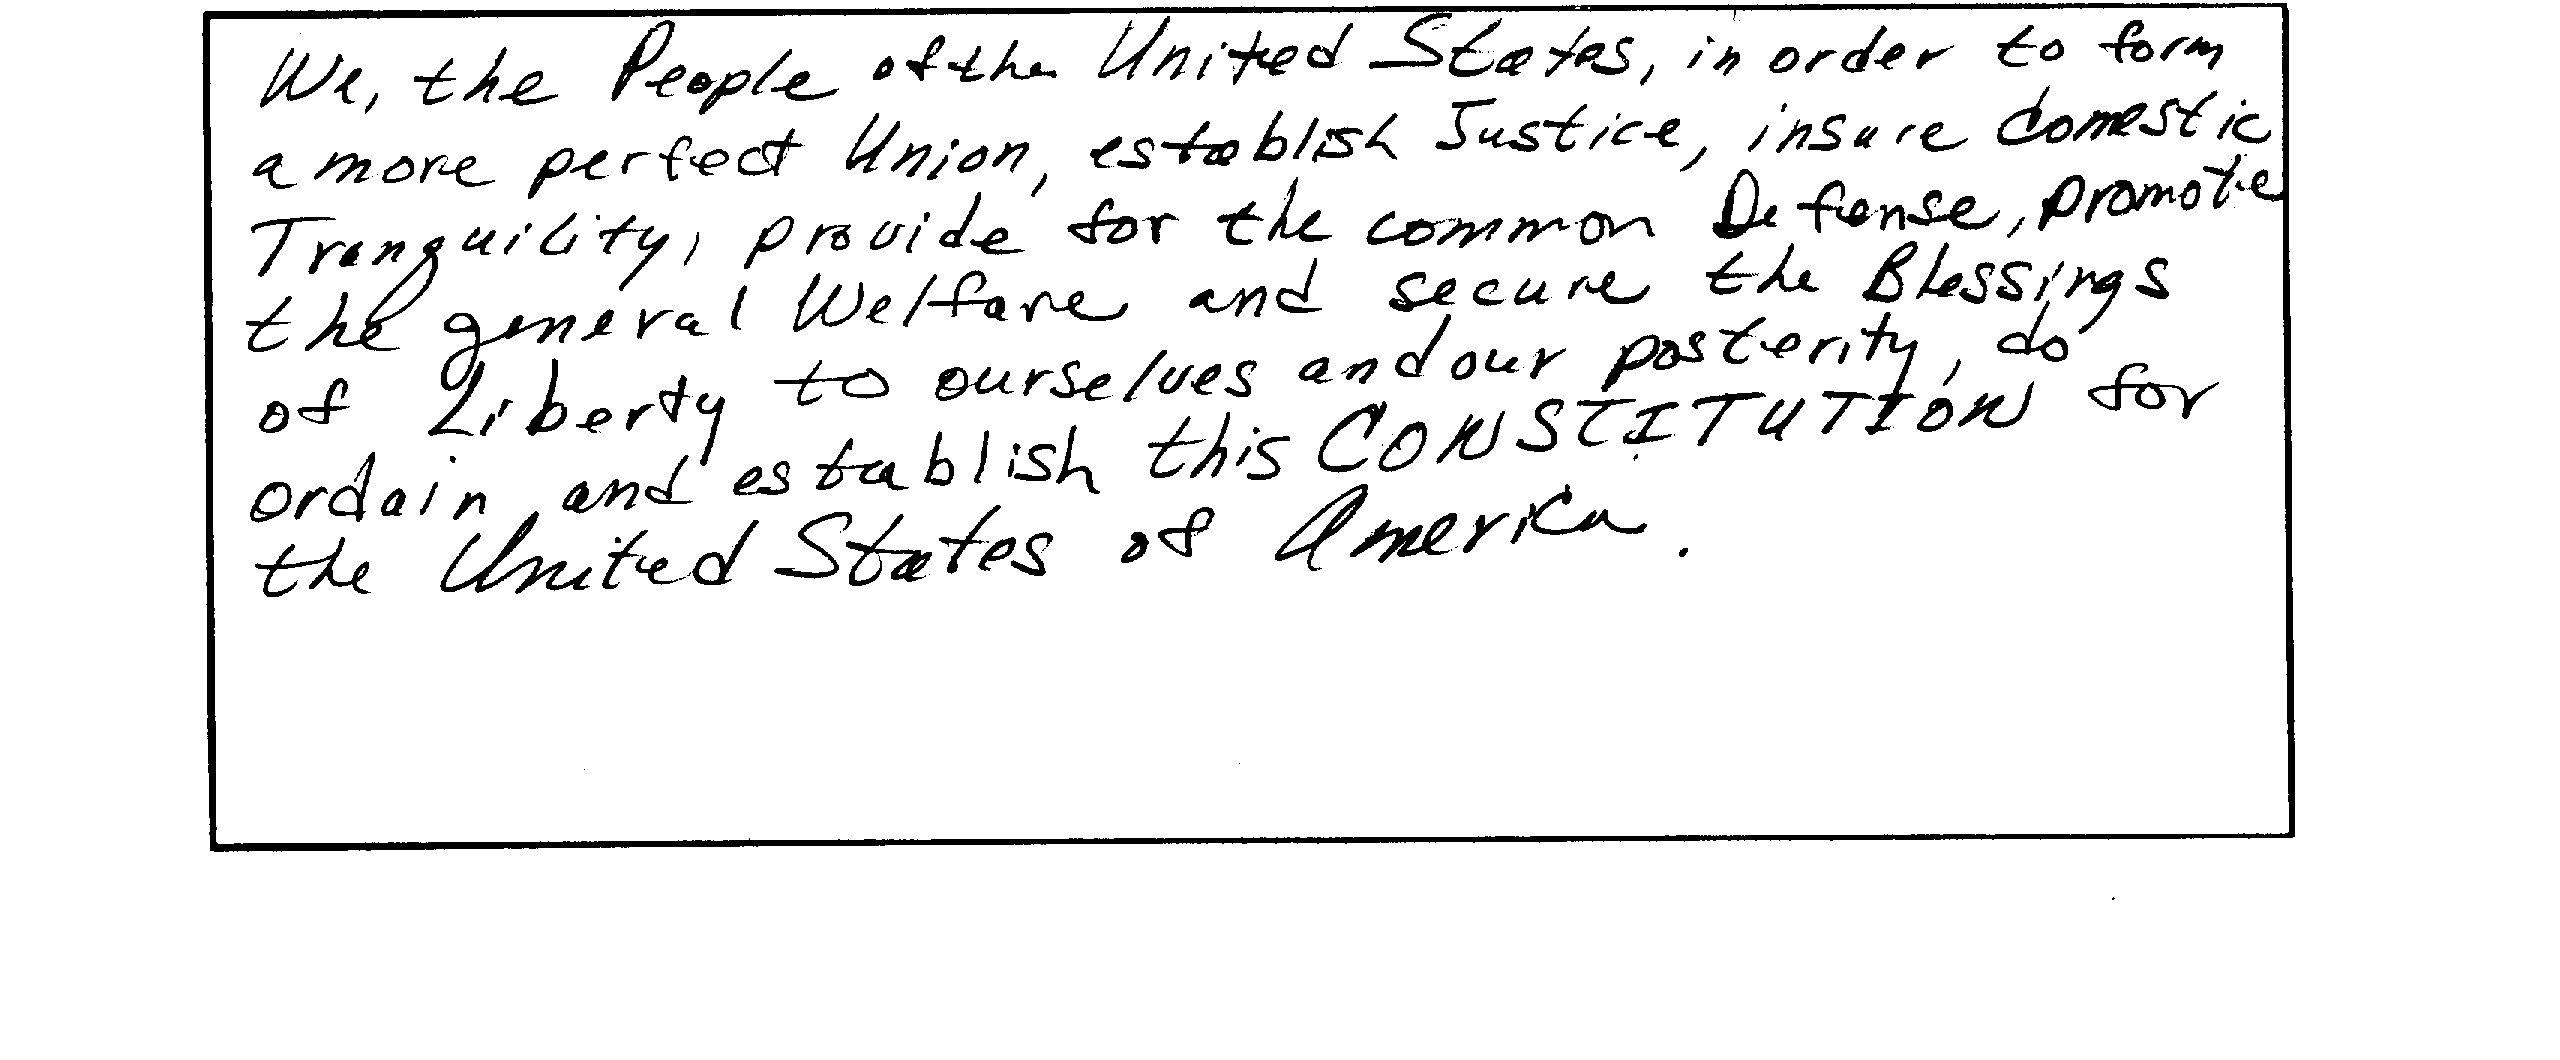 We, the People of the United States, in order to form
a more perfect Union, establish Justice, insure domestic
Tranquility, provide for the common Defense, promote
the general Welfare and secure the Blessings
of Liberty to ourselves and our posterity, do
ordain and establish this CONSTITUTION for
the United States of America.